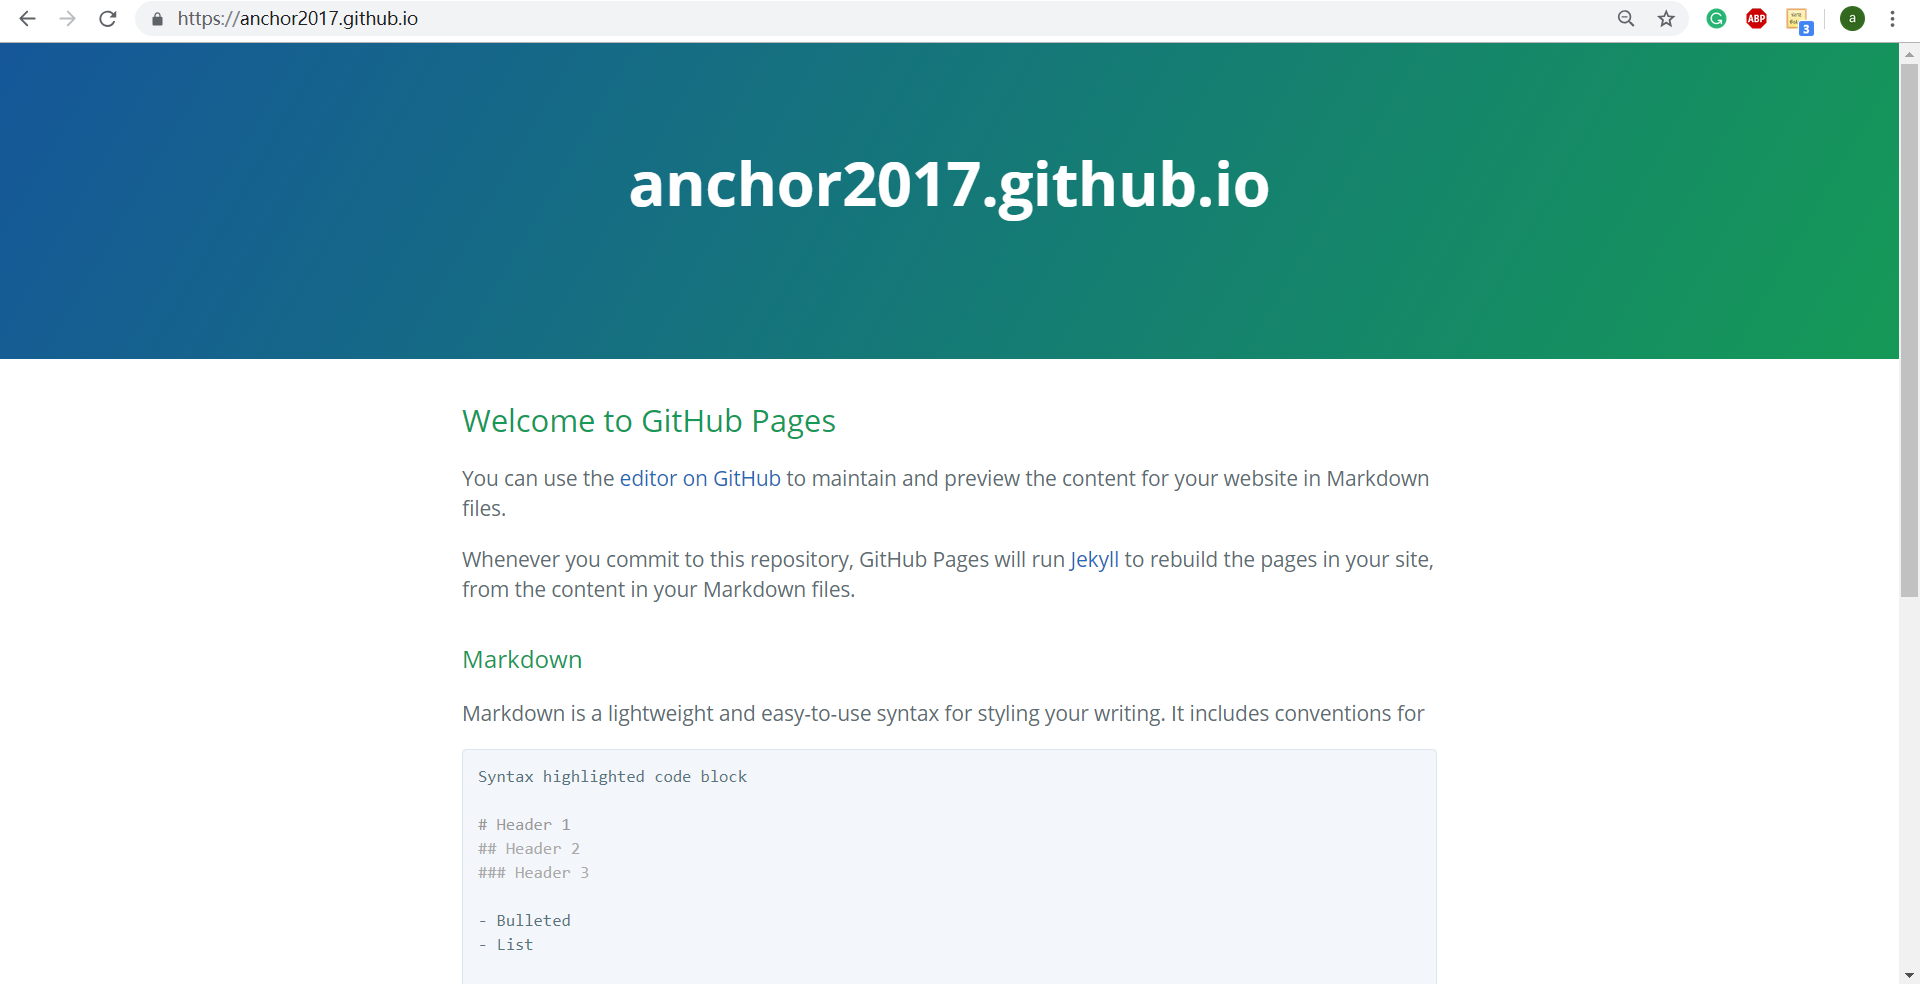 https://anchor2017.github.io
ABP
3
a
anchor2017.github.io
Welcome to GitHub Pages
You can use the editor on GitHub to maintain and preview the content for your website in Markdown
files.
Whenever you commit to this repository, GitHub Pages will run Jekyll to rebuild the pages in your site,
from the content in your Markdown files.
Markdown
Markdown is a lightweight and easy-to-use syntax for styling your writing. It includes conventions for
Syntax highlighted code block
# Header 1
## Header 2
### Header 3
- Bulleted
- List